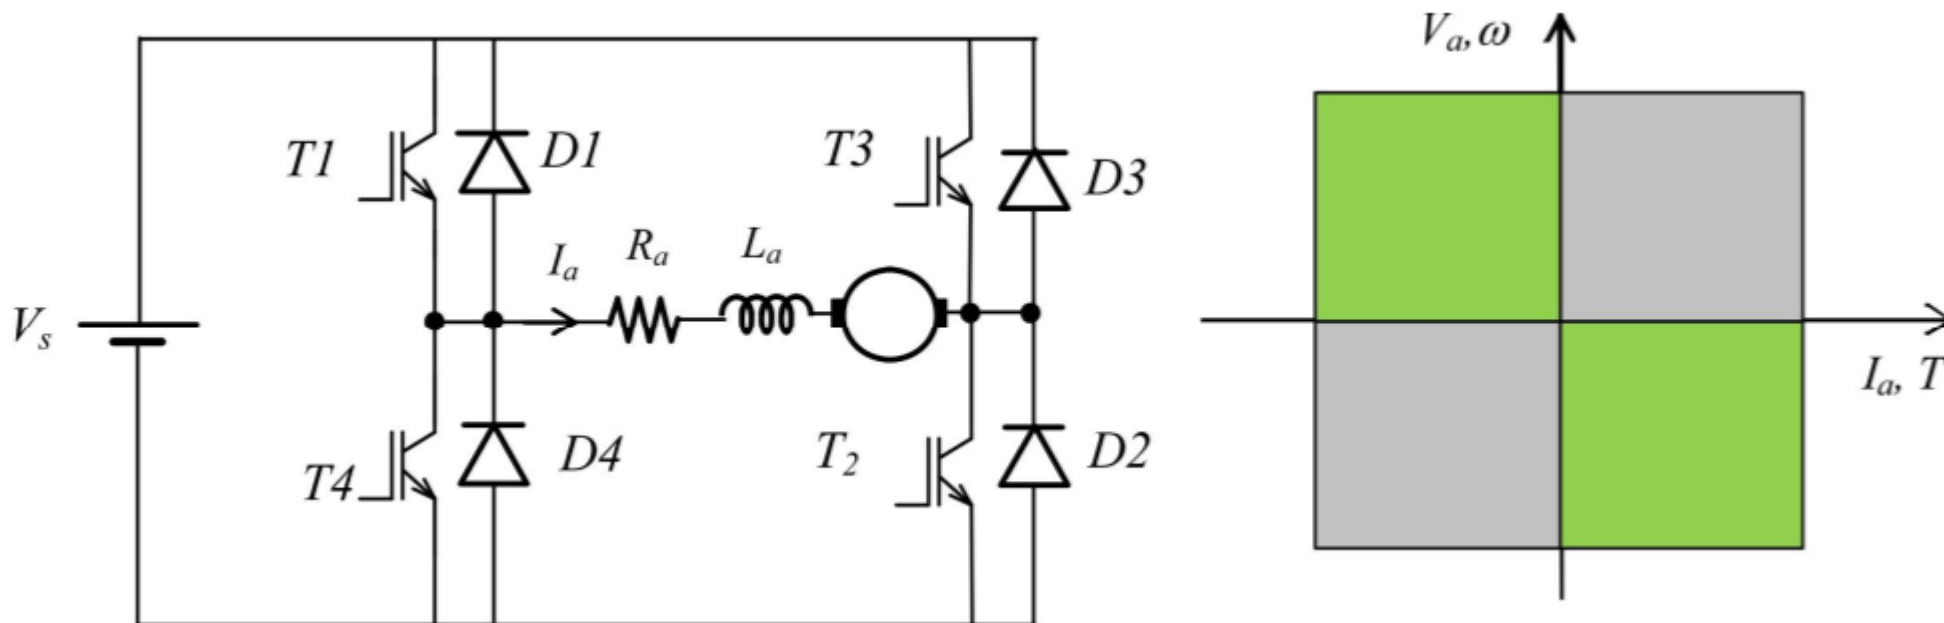 Vₐ, ω
T1
D1
T3
D3
Iₐ
Rₐ
Lₐ
Vₛ
Iₐ, T
T4
D4
T₂
D2